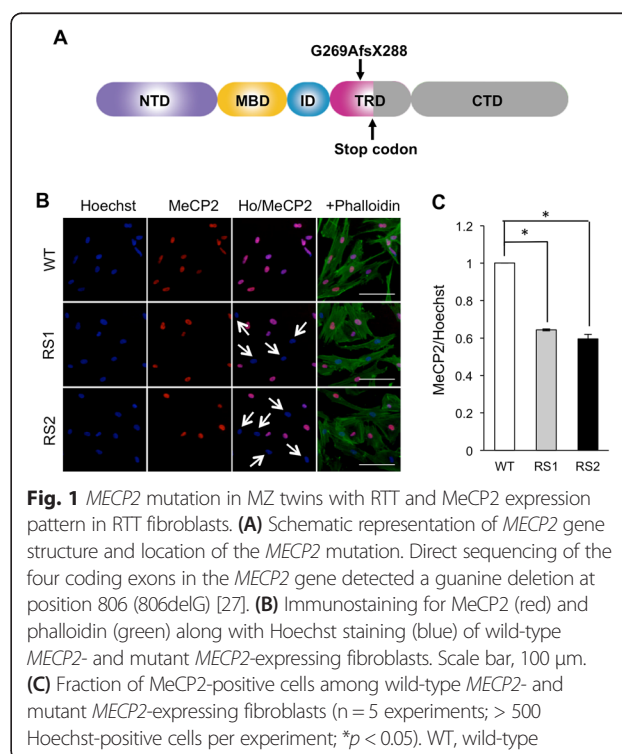 A
G269AfsX288
NTD
MBD
ID
TRD
CTD
Stop codon
B
Hoechst
MeCP2
Ho/MeCP2
+Phalloidin
WT
RS1
RS2
C
1.2
1
0.8
0.6
0.4
0.2
0
MeCP2/Hoechst
*
*
WT
RS1
RS2
Fig. 1 MECP2 mutation in MZ twins with RTT and MeCP2 expression
pattern in RTT fibroblasts. (A) Schematic representation of MECP2 gene
structure and location of the MECP2 mutation. Direct sequencing of the
four coding exons in the MECP2 gene detected a guanine deletion at
position 806 (806delG) [27]. (B) Immunostaining for MeCP2 (red) and
phalloidin (green) along with Hoechst staining (blue) of wild-type
MECP2- and mutant MECP2-expressing fibroblasts. Scale bar, 100 μm.
(C) Fraction of MeCP2-positive cells among wild-type MECP2- and
mutant MECP2-expressing fibroblasts (n = 5 experiments; > 500
Hoechst-positive cells per experiment; *p < 0.05). WT, wild-type